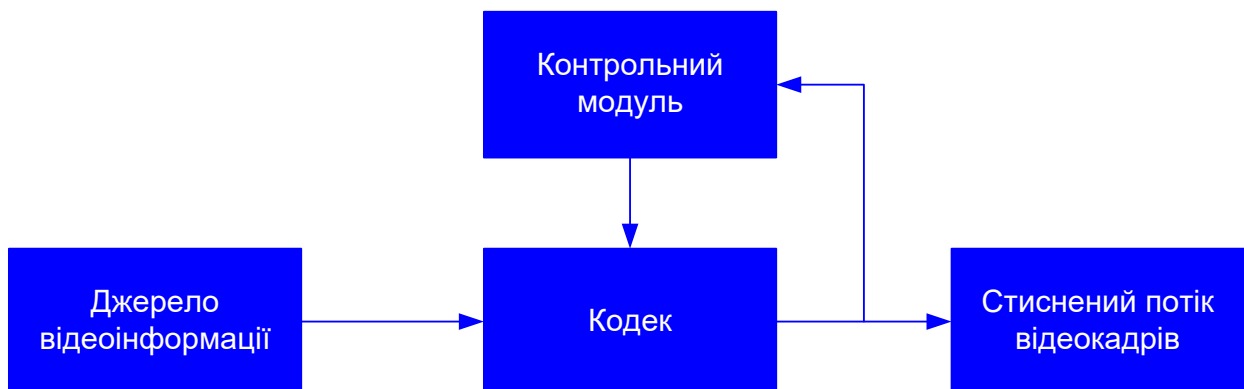 Контрольний
модуль
Джерело
відеоінформації
Кодек
Стиснений потік
відеокадрів